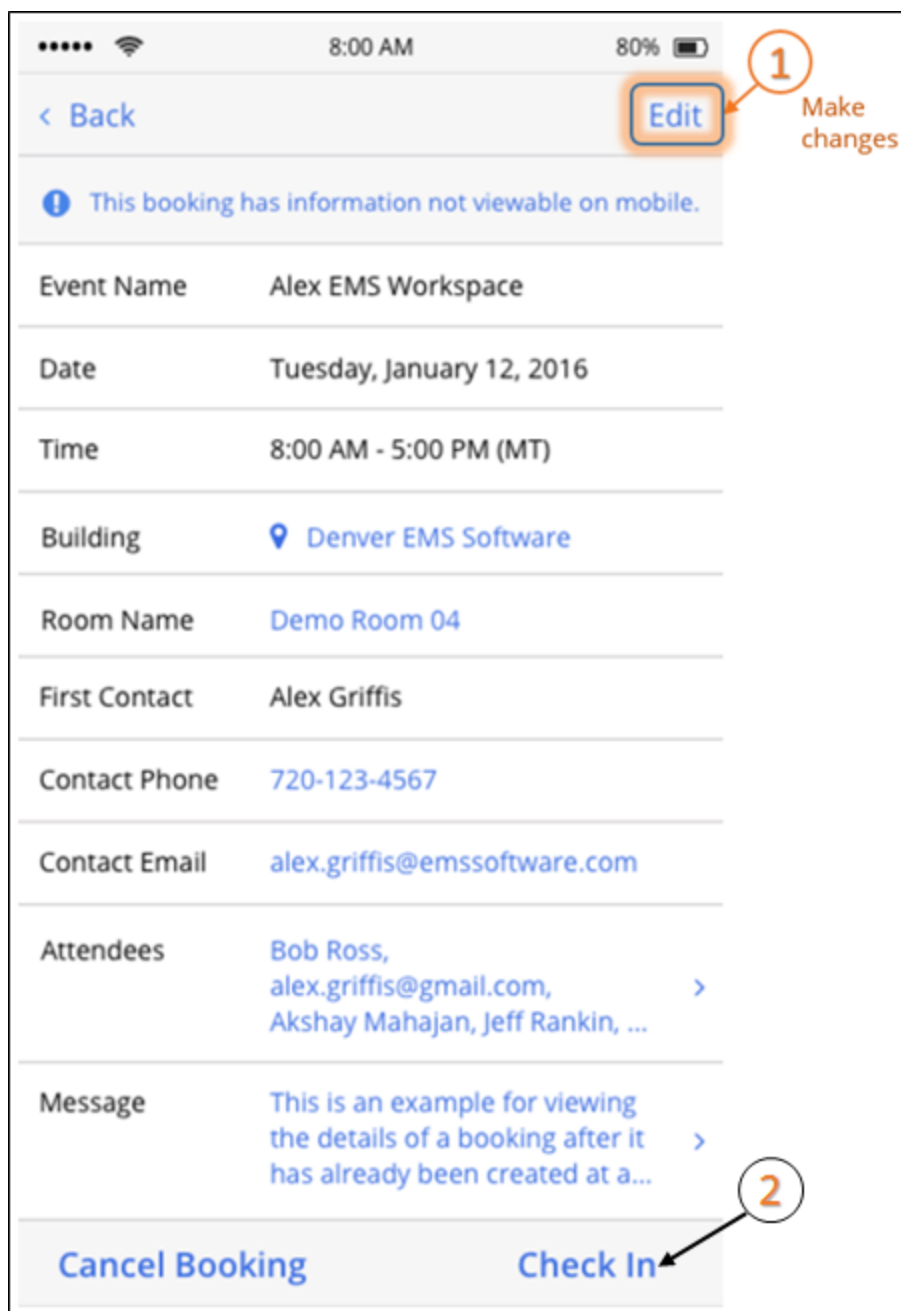 8:00 AM 80%
1
< Back Edit
Make
changes
This booking has information not viewable on mobile.
Event Name Alex EMS Workspace
Date Tuesday, January 12, 2016
Time 8:00 AM - 5:00 PM (MT)
Building Denver EMS Software
Room Name Demo Room 04
First Contact Alex Griffis
Contact Phone 720-123-4567
Contact Email alex.griffis@emssoftware.com
Attendees Bob Ross,
alex.griffis@gmail.com,
Akshay Mahajan, Jeff Rankin, ...
Message This is an example for viewing
the details of a booking after it
has already been created at a...
2
Cancel Booking Check In